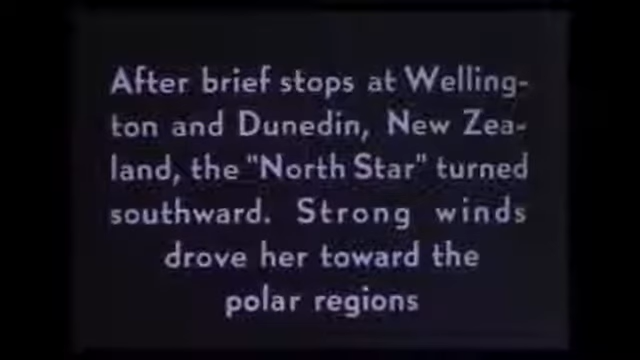 After brief stops at Welling-
ton and Dunedin, New Zea-
land, the "North Star" turned
southward. Strong winds
drove her toward the
polar regions